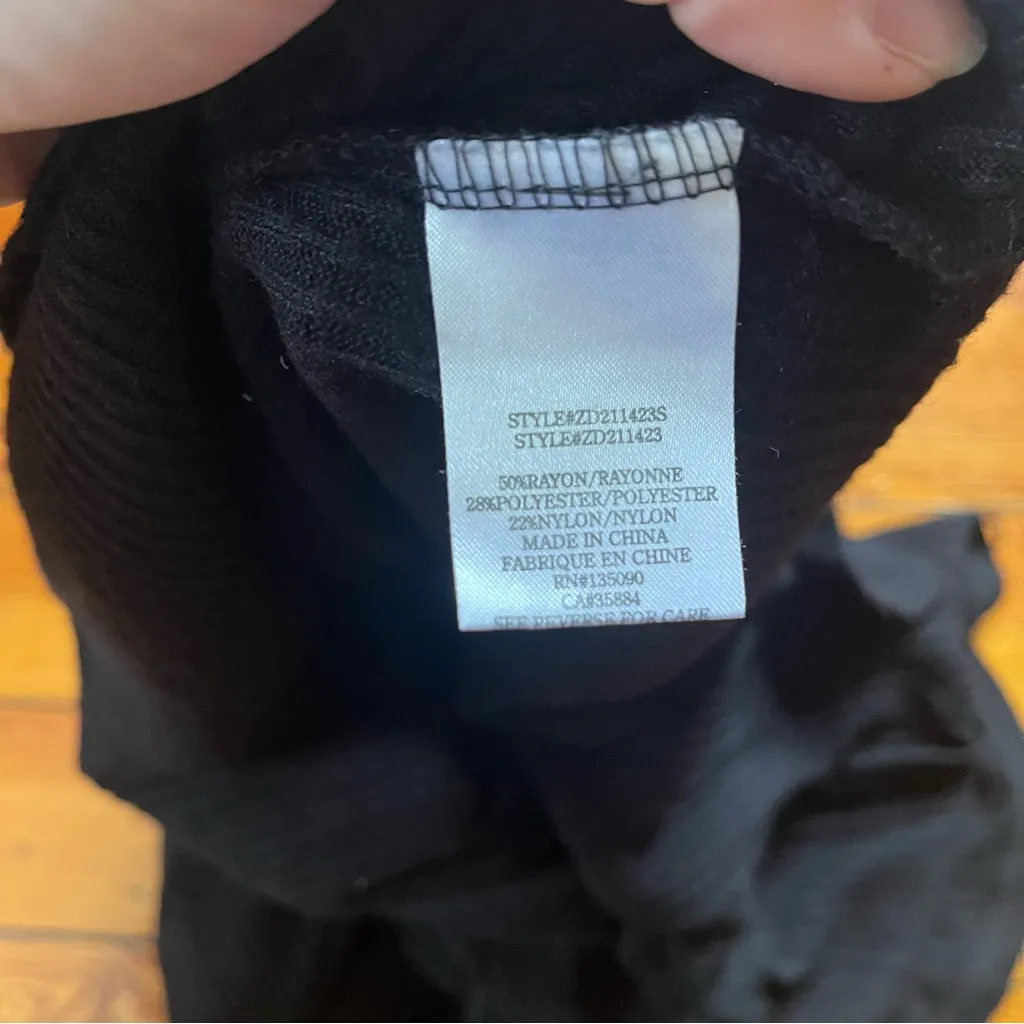 STYLE#ZD211423S
STYLE#ZD211423
50%RAYON/RAYONNE
28%POLYESTER/POLYESTER
22%NYLON/NYLON
MADE IN CHINA
FABRIQUE EN CHINE
RN#135090
CA#35884
SEE REVERSE FOR CARE